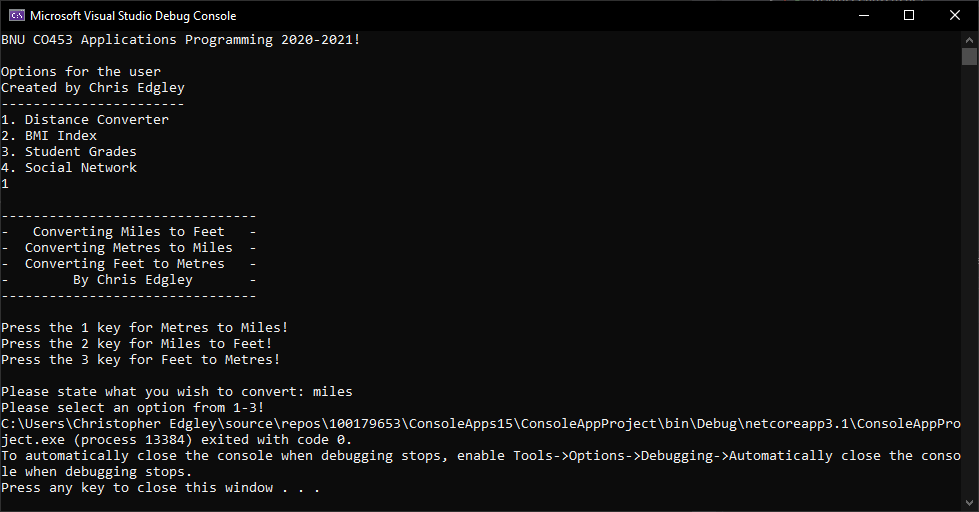 Microsoft Visual Studio Debug Console
BNU CO453 Applications Programming 2020-2021!
Options for the user
Created by Chris Edgley
-----------------------
1. Distance Converter
2. BMI Index
3. Student Grades
4. Social Network
1
--------------------------------
-   Converting Miles to Feet   -
-  Converting Metres to Miles  -
-  Converting Feet to Metres   -
-        By Chris Edgley       -
--------------------------------
Press the 1 key for Metres to Miles!
Press the 2 key for Miles to Feet!
Press the 3 key for Feet to Metres!
Please state what you wish to convert: miles
Please select an option from 1-3!
C:\Users\Christopher Edgley\source\repos\100179653\ConsoleApps15\ConsoleAppProject\bin\Debug\netcoreapp3.1\ConsoleAppPro
ject.exe (process 13384) exited with code 0.
To automatically close the console when debugging stops, enable Tools->Options->Debugging->Automatically close the conso
le when debugging stops.
Press any key to close this window . . .